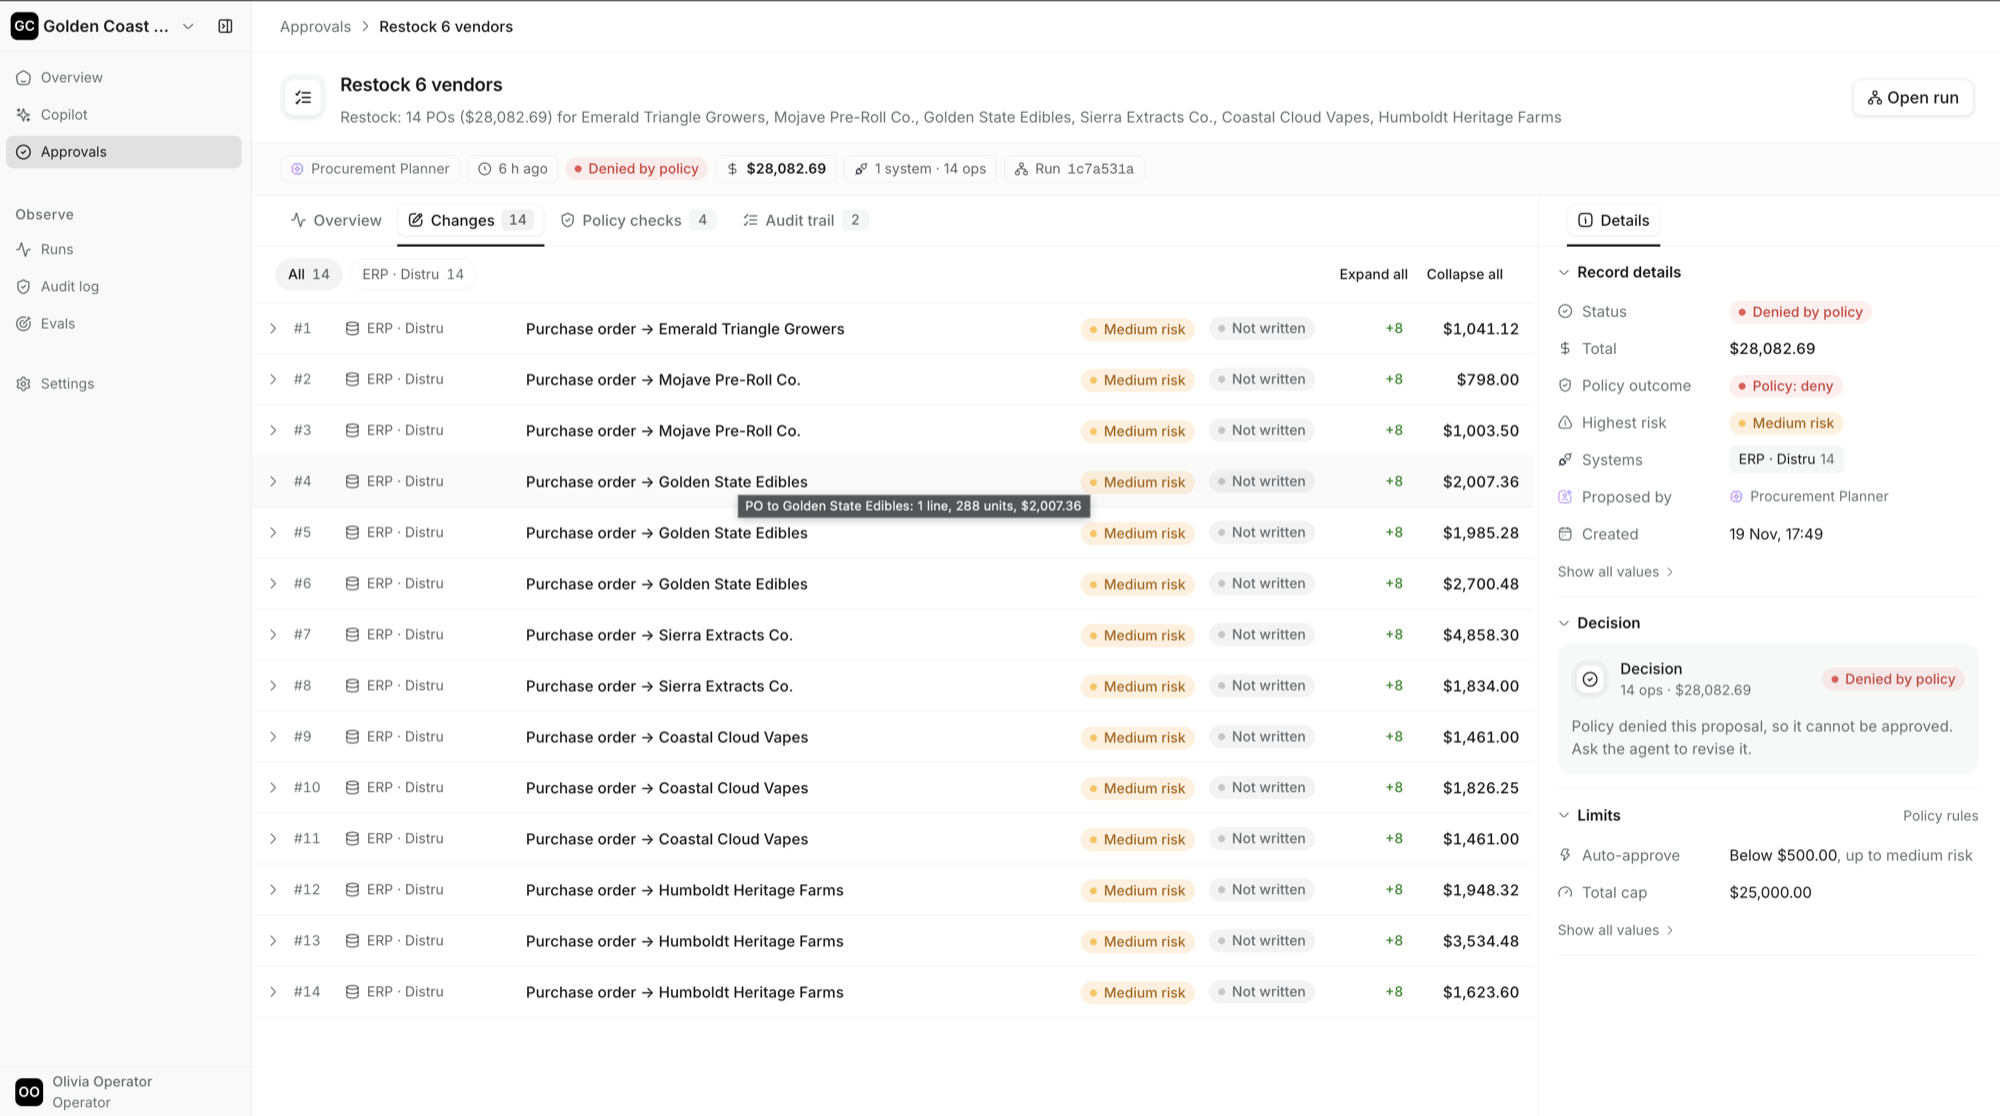 GC Golden Coast ...
Overview
Copilot
Approvals
Observe
Runs
Audit log
Evals
Settings
OO Olivia Operator
Operator
Approvals > Restock 6 vendors
Restock 6 vendors
Restock: 14 POs ($28,082.69) for Emerald Triangle Growers, Mojave Pre-Roll Co., Golden State Edibles, Sierra Extracts Co., Coastal Cloud Vapes, Humboldt Heritage Farms
Open run
Procurement Planner 6 h ago Denied by policy $ $28,082.69 1 system · 14 ops Run 1c7a531a
Overview Changes 14 Policy checks 4 Audit trail 2
All 14 ERP · Distru 14 Expand all Collapse all
#1 ERP · Distru Purchase order → Emerald Triangle Growers Medium risk Not written +8 $1,041.12
#2 ERP · Distru Purchase order → Mojave Pre-Roll Co. Medium risk Not written +8 $798.00
#3 ERP · Distru Purchase order → Mojave Pre-Roll Co. Medium risk Not written +8 $1,003.50
#4 ERP · Distru Purchase order → Golden State Edibles Medium risk Not written +8 $2,007.36
PO to Golden State Edibles: 1 line, 288 units, $2,007.36
#5 ERP · Distru Purchase order → Golden State Edibles Medium risk Not written +8 $1,985.28
#6 ERP · Distru Purchase order → Golden State Edibles Medium risk Not written +8 $2,700.48
#7 ERP · Distru Purchase order → Sierra Extracts Co. Medium risk Not written +8 $4,858.30
#8 ERP · Distru Purchase order → Sierra Extracts Co. Medium risk Not written +8 $1,834.00
#9 ERP · Distru Purchase order → Coastal Cloud Vapes Medium risk Not written +8 $1,461.00
#10 ERP · Distru Purchase order → Coastal Cloud Vapes Medium risk Not written +8 $1,826.25
#11 ERP · Distru Purchase order → Coastal Cloud Vapes Medium risk Not written +8 $1,461.00
#12 ERP · Distru Purchase order → Humboldt Heritage Farms Medium risk Not written +8 $1,948.32
#13 ERP · Distru Purchase order → Humboldt Heritage Farms Medium risk Not written +8 $3,534.48
#14 ERP · Distru Purchase order → Humboldt Heritage Farms Medium risk Not written +8 $1,623.60
Details
Record details
Status Denied by policy
$ Total $28,082.69
Policy outcome Policy: deny
Highest risk Medium risk
Systems ERP · Distru 14
Proposed by Procurement Planner
Created 19 Nov, 17:49
Show all values >
Decision
Decision
14 ops · $28,082.69
Denied by policy
Policy denied this proposal, so it cannot be approved.
Ask the agent to revise it.
Limits Policy rules
Auto-approve Below $500.00, up to medium risk
Total cap $25,000.00
Show all values >